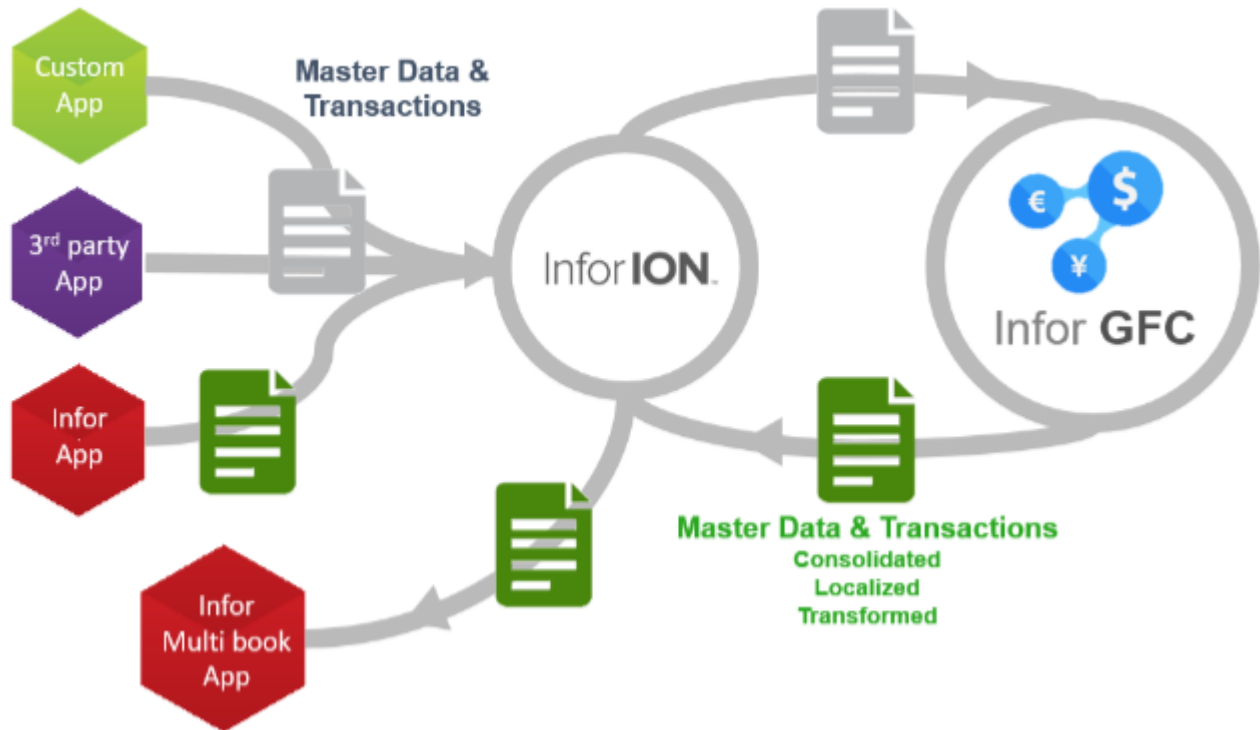 Custom
App
Master Data &
Transactions
3rd party
App
Infor ION™
€
$
¥
Infor GFC
Infor
App
Master Data & Transactions
Consolidated
Localized
Transformed
Infor
Multi book
App